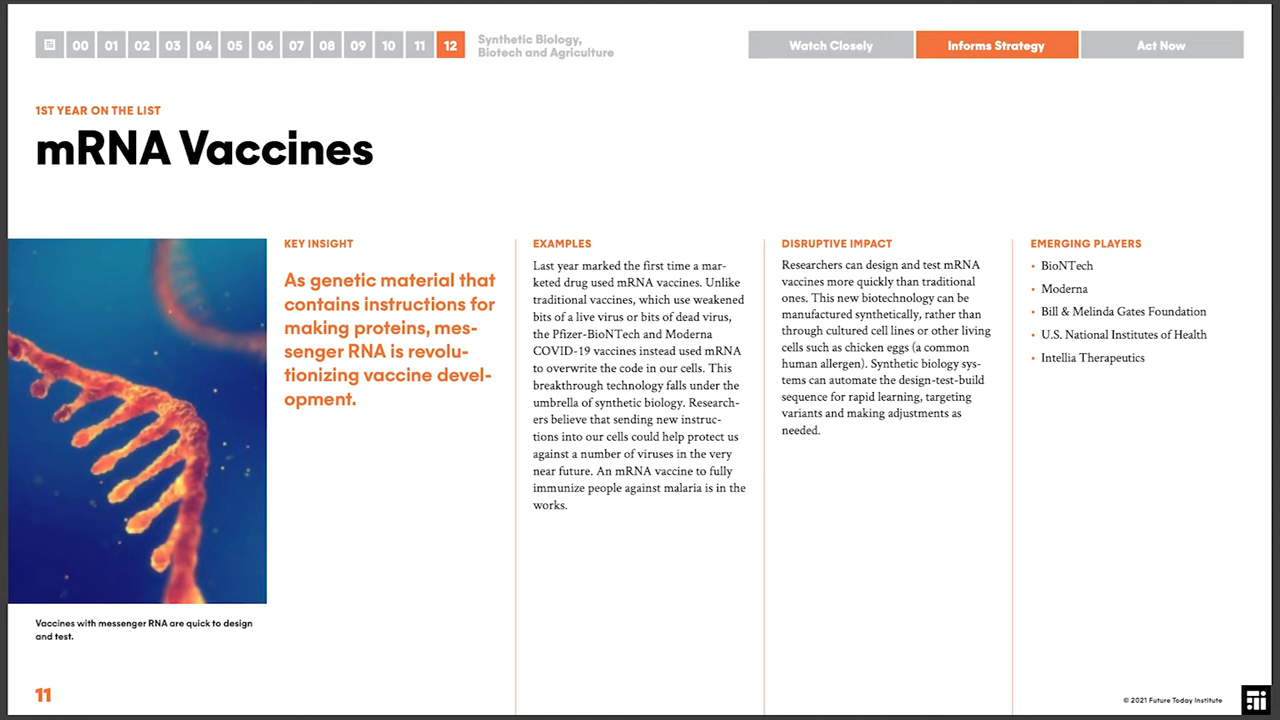 00 01 02 03 04 05 06 07 08 09 10 11 12
Synthetic Biology,
Biotech and Agriculture
Watch Closely
Informs Strategy
Act Now
1ST YEAR ON THE LIST
mRNA Vaccines
KEY INSIGHT
As genetic material that
contains instructions for
making proteins, mes-
senger RNA is revolu-
tionizing vaccine devel-
opment.
EXAMPLES
Last year marked the first time a mar-
keted drug used mRNA vaccines. Unlike
traditional vaccines, which use weakened
bits of a live virus or bits of dead virus,
the Pfizer-BioNTech and Moderna
COVID-19 vaccines instead used mRNA
to overwrite the code in our cells. This
breakthrough technology falls under the
umbrella of synthetic biology. Research-
ers believe that sending new instruc-
tions into our cells could help protect us
against a number of viruses in the very
near future. An mRNA vaccine to fully
immunize people against malaria is in the
works.
DISRUPTIVE IMPACT
Researchers can design and test mRNA
vaccines more quickly than traditional
ones. This new biotechnology can be
manufactured synthetically, rather than
through cultured cell lines or other living
cells such as chicken eggs (a common
human allergen). Synthetic biology sys-
tems can automate the design-test-build
sequence for rapid learning, targeting
variants and making adjustments as
needed.
EMERGING PLAYERS
• BioNTech
• Moderna
• Bill & Melinda Gates Foundation
• U.S. National Institutes of Health
• Intellia Therapeutics
Vaccines with messenger RNA are quick to design
and test.
11
© 2021 Future Today Institute